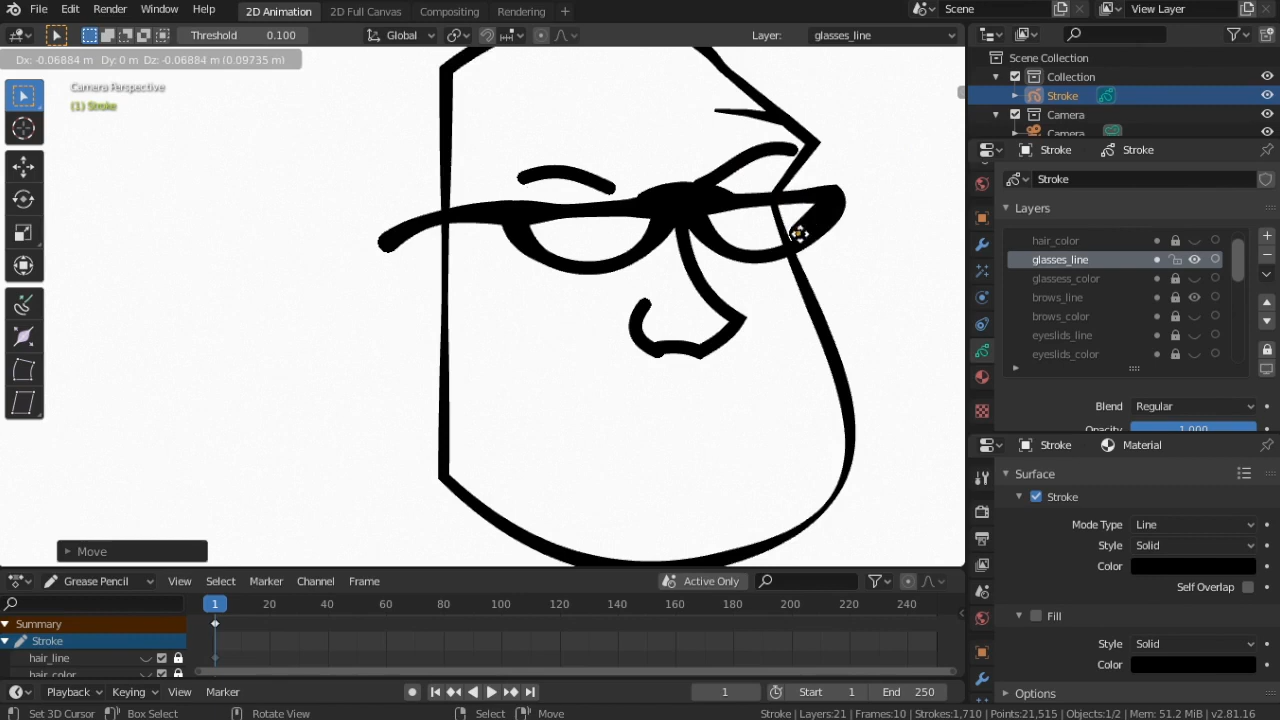 File Edit Render Window Help 2D Animation 2D Full Canvas Compositing Rendering Scene View Layer
Threshold 0.100 Global Layer: glasses_line
Dx: -0.06884 m Dy: 0 m Dz: -0.06884 m (0.09735 m)
Camera Perspective
(1) Stroke
Move
Scene Collection
Collection
Stroke
Camera
Camera
Stroke Stroke
Stroke
Layers
hair_color
glasses_line
glassess_color
brows_line
brows_color
eyeslids_line
eyeslids_color
Blend Regular
Opacity 1.000
Stroke Material
Surface
Stroke
Mode Type Line
Style Solid
Color
Self Overlap
Fill
Style Solid
Color
Options
Grease Pencil View Select Marker Channel Frame Active Only
1 20 40 60 80 100 120 140 160 180 200 220 240
Summary
Stroke
hair_line
hair_color
Playback Keying View Marker 1 Start 1 End 250
Set 3D Cursor Box Select Rotate View Select Move Stroke | Layers:21 | Frames:10 | Strokes:1,710 | Points:21,515 | Objects:1/2 | Mem: 51.2 MiB | v2.81.16